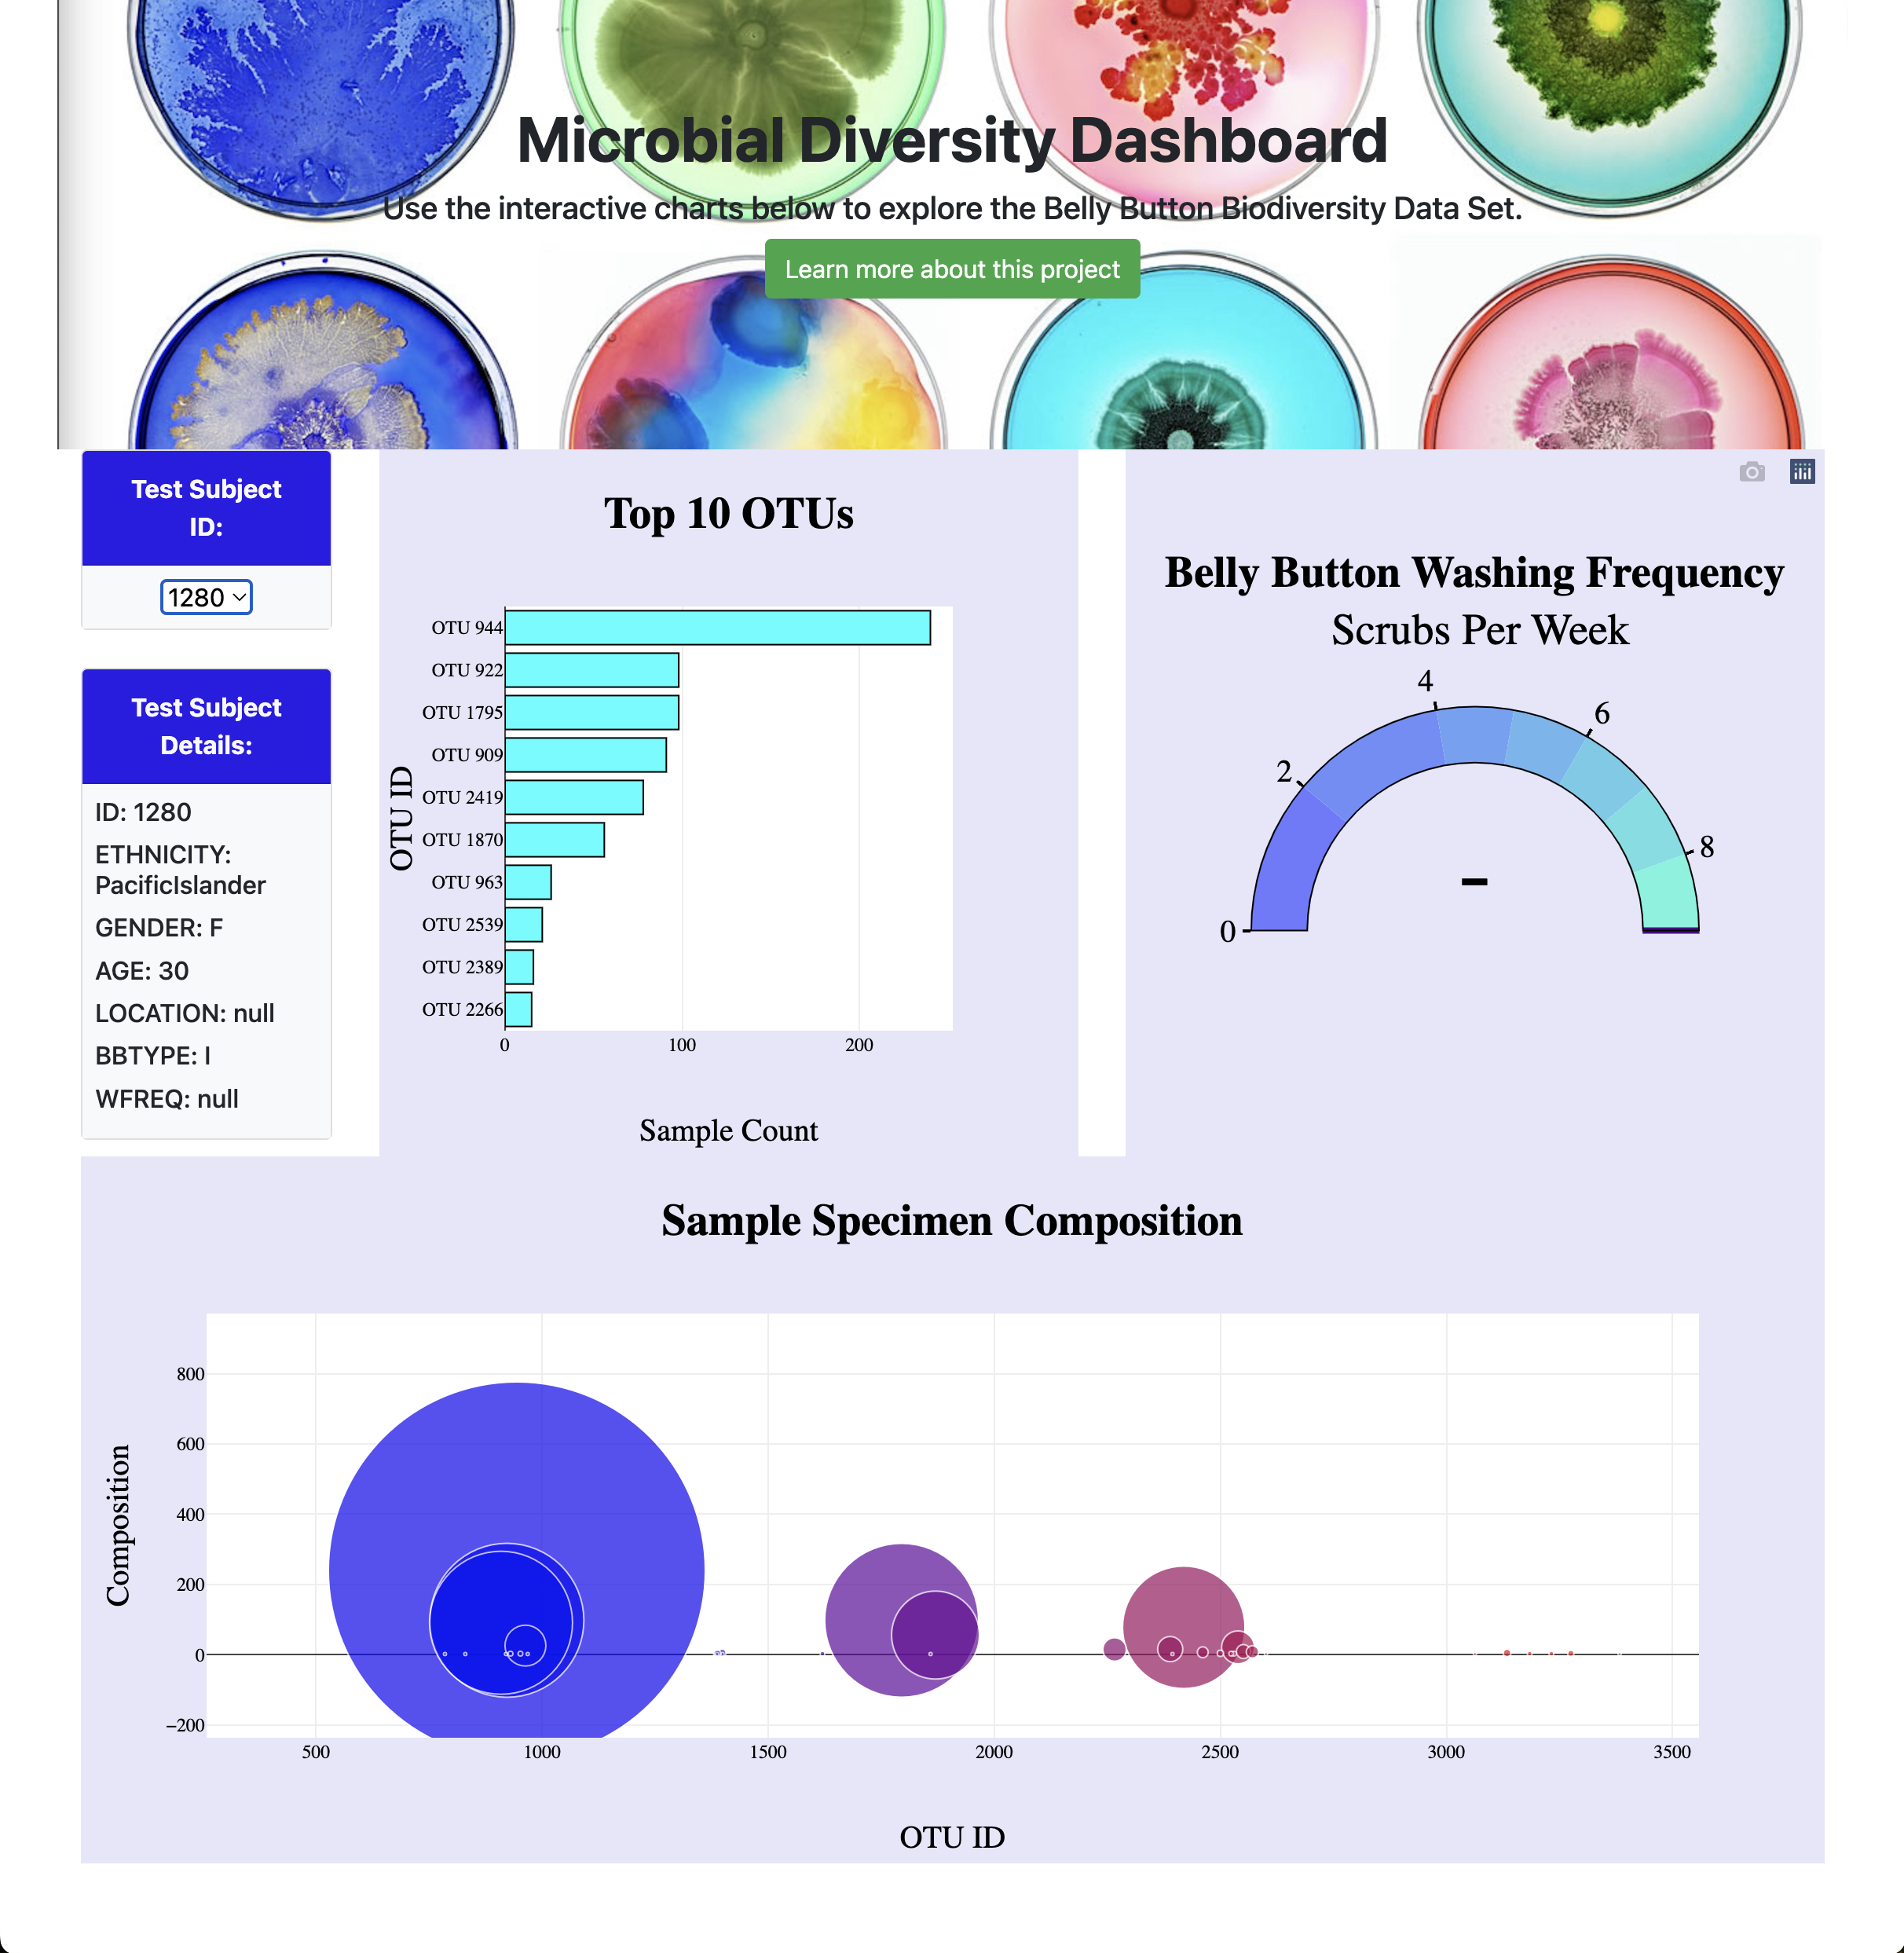 Microbial Diversity Dashboard
Use the interactive charts below to explore the Belly Button Biodiversity Data Set.
Learn more about this project
Test Subject
ID:
1280
Test Subject
Details:
ID: 1280
ETHNICITY:
PacificIslander
GENDER: F
AGE: 30
LOCATION: null
BBTYPE: I
WFREQ: null
Top 10 OTUs
OTU ID
OTU 944
OTU 922
OTU 1795
OTU 909
OTU 2419
OTU 1870
OTU 963
OTU 2539
OTU 2389
OTU 2266
0 100 200
Sample Count
Belly Button Washing Frequency
Scrubs Per Week
0
2
4
6
8
–
Sample Specimen Composition
Composition
800
600
400
200
0
−200
500 1000 1500 2000 2500 3000 3500
OTU ID